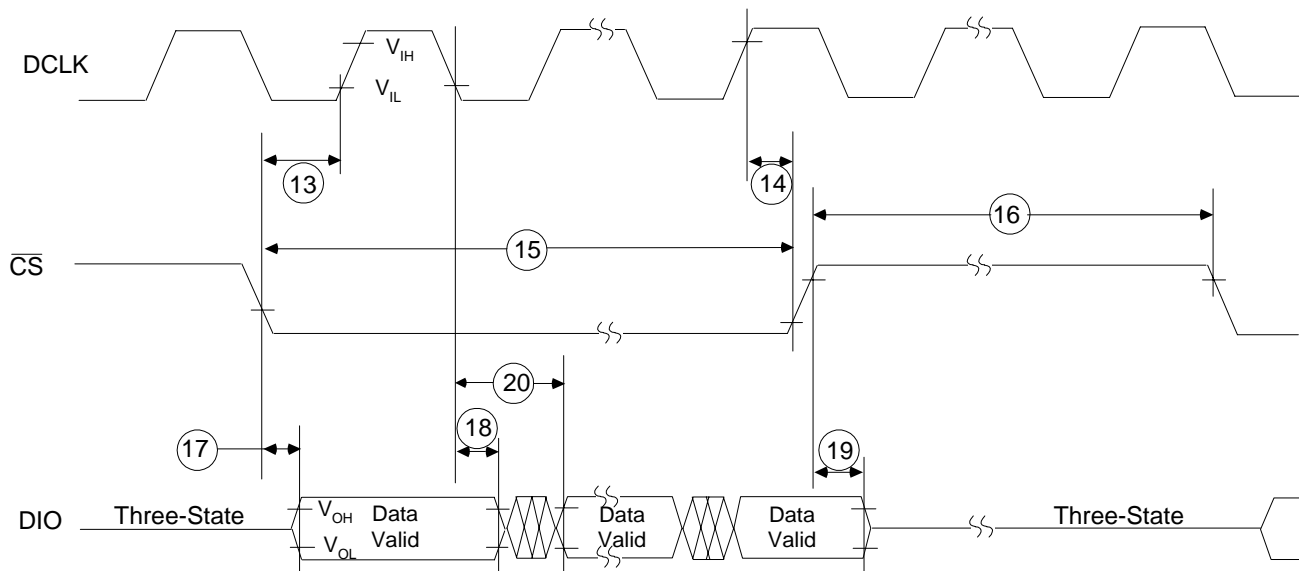 DCLK
VIH
VIL
13
14
16
15
CS
20
17
18
19
DIO
Three-State
VOH
VOL
Data
Valid
Data
Valid
Data
Valid
Three-State